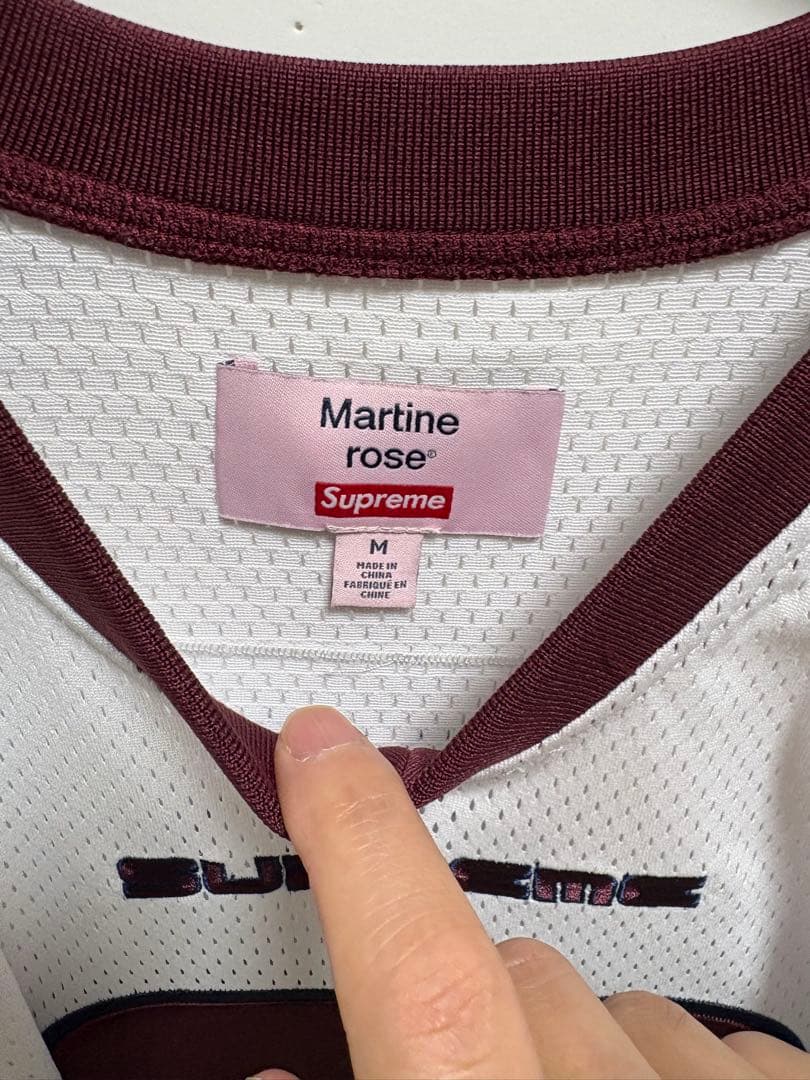 Martine
rose®
Supreme
M
MADE IN
CHINA
FABRIQUÉ EN
CHINE